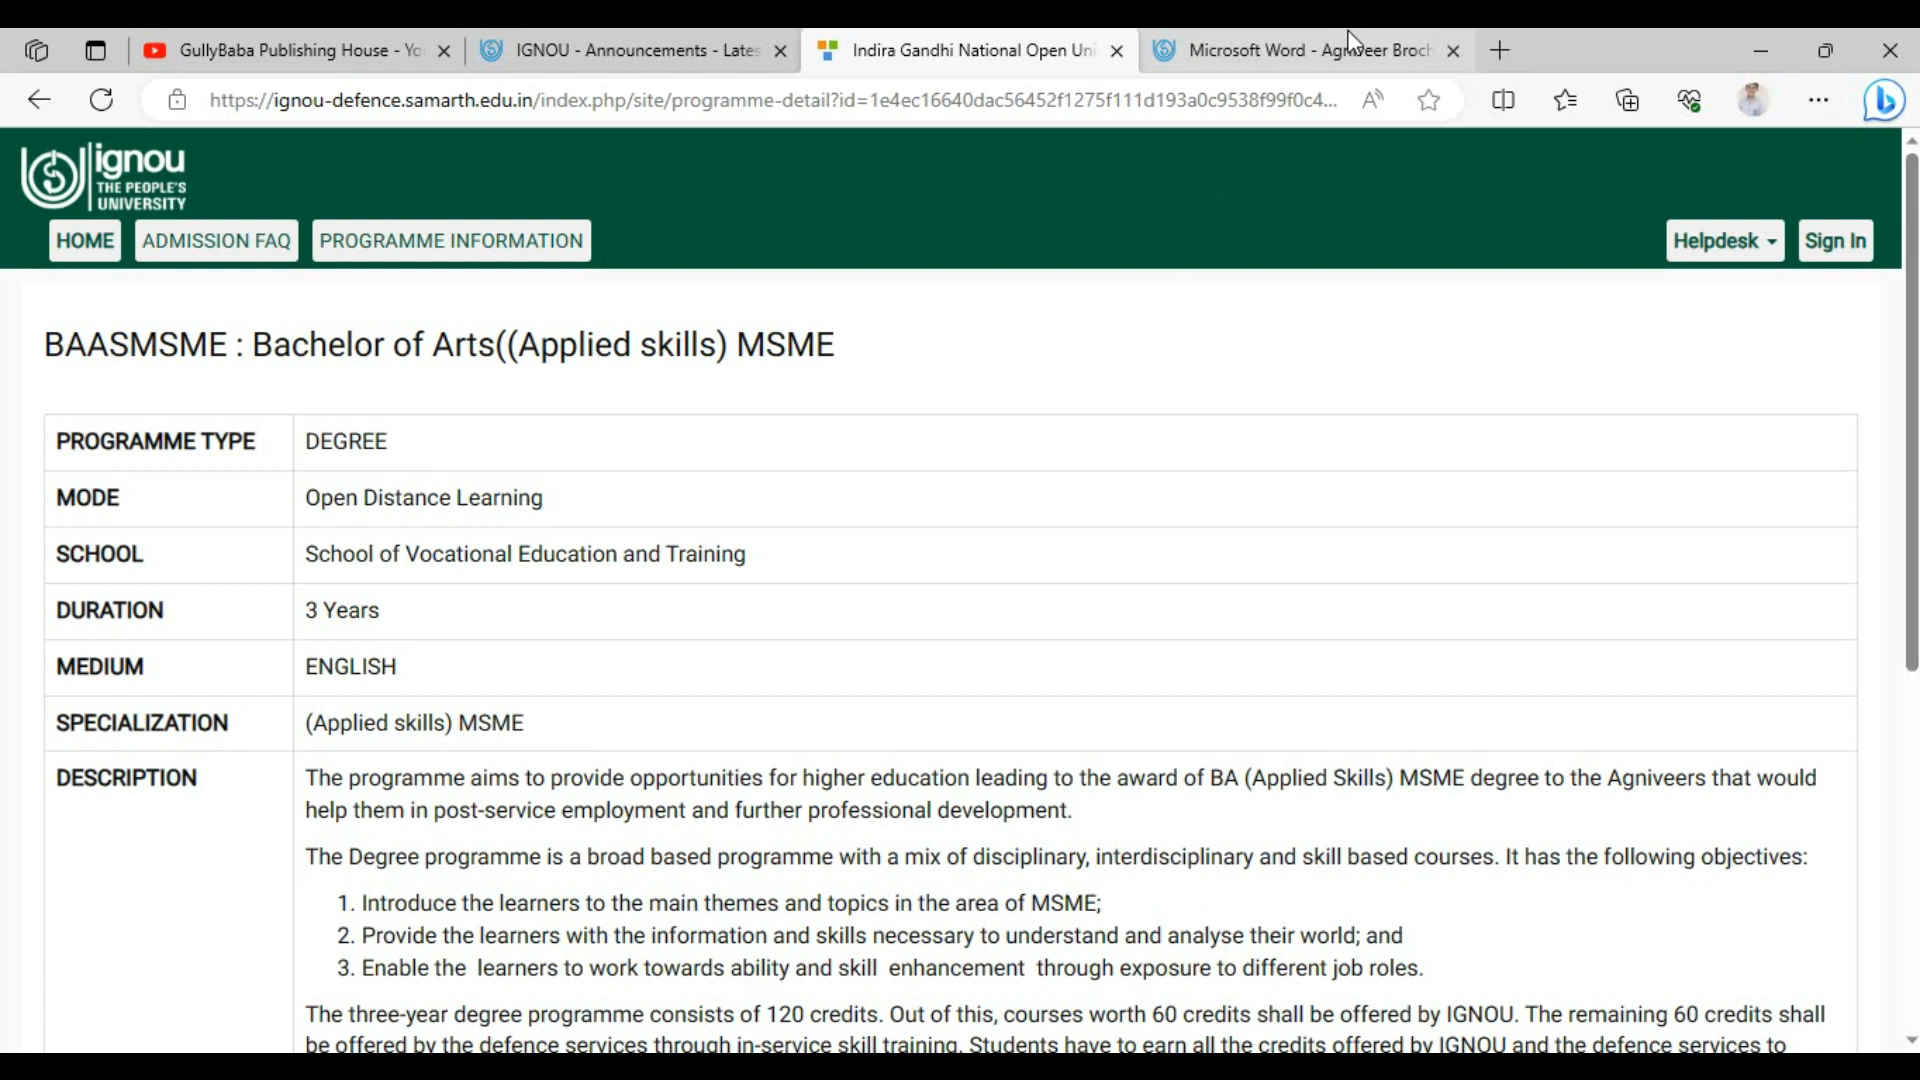 GullyBaba Publishing House - Yo
IGNOU - Announcements - Lates
Indira Gandhi National Open Uni
Microsoft Word - Agniveer Broch
https://ignou-defence.samarth.edu.in/index.php/site/programme-detail?id=1e4ec16640dac56452f1275f111d193a0c9538f99f0c4...
ignou
THE PEOPLE'S
UNIVERSITY
HOME
ADMISSION FAQ
PROGRAMME INFORMATION
Helpdesk
Sign In
BAASMSME : Bachelor of Arts((Applied skills) MSME
PROGRAMME TYPE DEGREE
MODE Open Distance Learning
SCHOOL School of Vocational Education and Training
DURATION 3 Years
MEDIUM ENGLISH
SPECIALIZATION (Applied skills) MSME
DESCRIPTION The programme aims to provide opportunities for higher education leading to the award of BA (Applied Skills) MSME degree to the Agniveers that would
help them in post-service employment and further professional development.
The Degree programme is a broad based programme with a mix of disciplinary, interdisciplinary and skill based courses. It has the following objectives:
1. Introduce the learners to the main themes and topics in the area of MSME;
2. Provide the learners with the information and skills necessary to understand and analyse their world; and
3. Enable the learners to work towards ability and skill enhancement through exposure to different job roles.
The three-year degree programme consists of 120 credits. Out of this, courses worth 60 credits shall be offered by IGNOU. The remaining 60 credits shall
be offered by the defence services through in-service skill training. Students have to earn all the credits offered by IGNOU and the defence services to